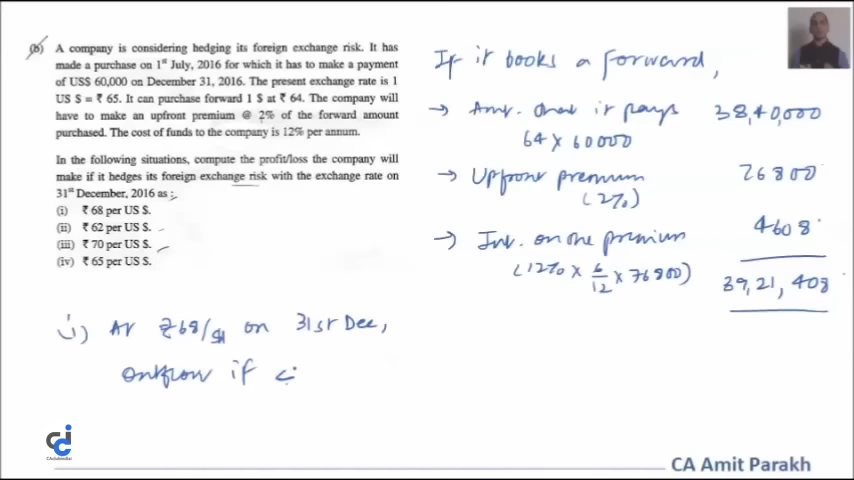 (b) A company is considering hedging its foreign exchange risk. It has
made a purchase on 1st July, 2016 for which it has to make a payment
of US$ 60,000 on December 31, 2016. The present exchange rate is 1
US $ = ₹ 65. It can purchase forward 1 $ at ₹ 64. The company will
have to make an upfront premium @ 2% of the forward amount
purchased. The cost of funds to the company is 12% per annum.
In the following situations, compute the profit/loss the company will
make if it hedges its foreign exchange risk with the exchange rate on
31st December, 2016 as :
(i) ₹ 68 per US $.
(ii) ₹ 62 per US $.
(iii) ₹ 70 per US $.
(iv) ₹ 65 per US $.
If it books a forward,
→ Amt. that it pays 38,40,000
64 × 60000
→ Upfront premium 76800
(2%)
→ Int. on the premium 4608
(12% × 6/12 × 76800)
39,21,408
(i) At ₹68/$1 on 31st Dec,
Outflow if
CAclubindia
CA Amit Parakh